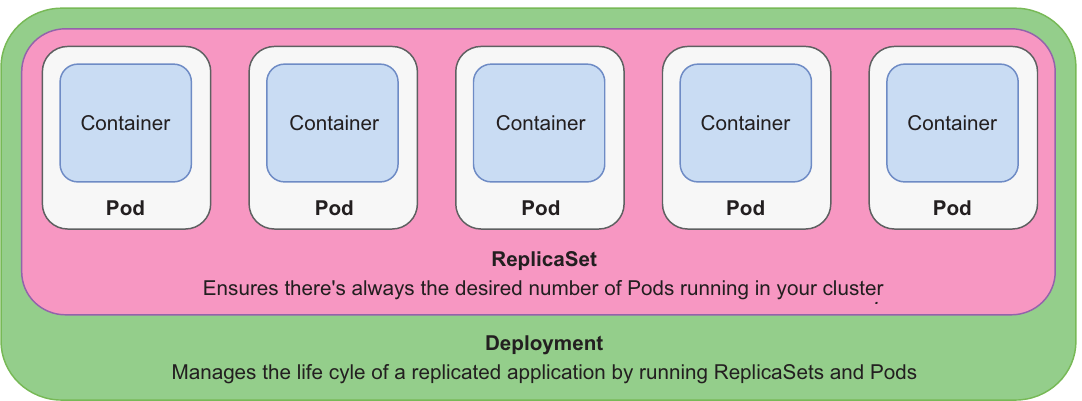 Container Container Container Container Container
Pod Pod Pod Pod Pod
ReplicaSet
Ensures there's always the desired number of Pods running in your cluster
.
Deployment
Manages the life cyle of a replicated application by running ReplicaSets and Pods